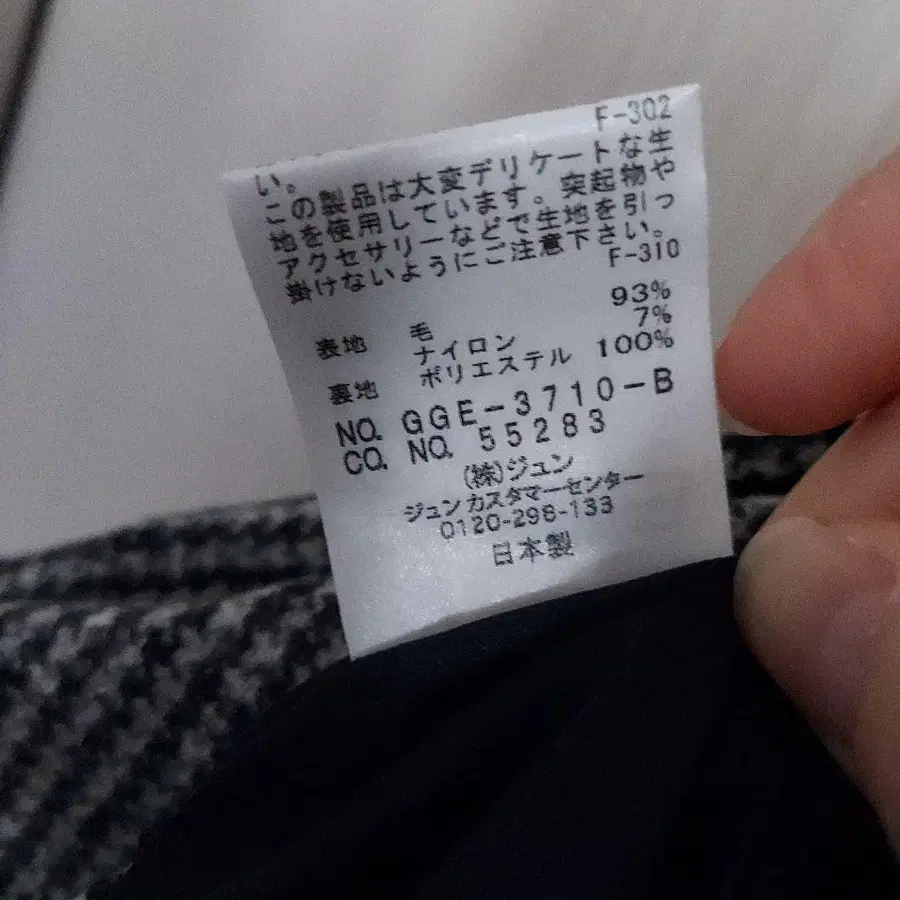 F-302
い。
この製品は大変デリケートな生
地を使用しています。突起物や
アクセサリーなどで生地を引っ
掛けないようにご注意下さい。
F-310
表地 毛 93%
ナイロン 7%
裏地 ポリエステル 100%
NO. GGE-3710-B
CO. NO. 55283
(株)ジュン
ジュンカスタマーセンター
0120-298-133
日本製